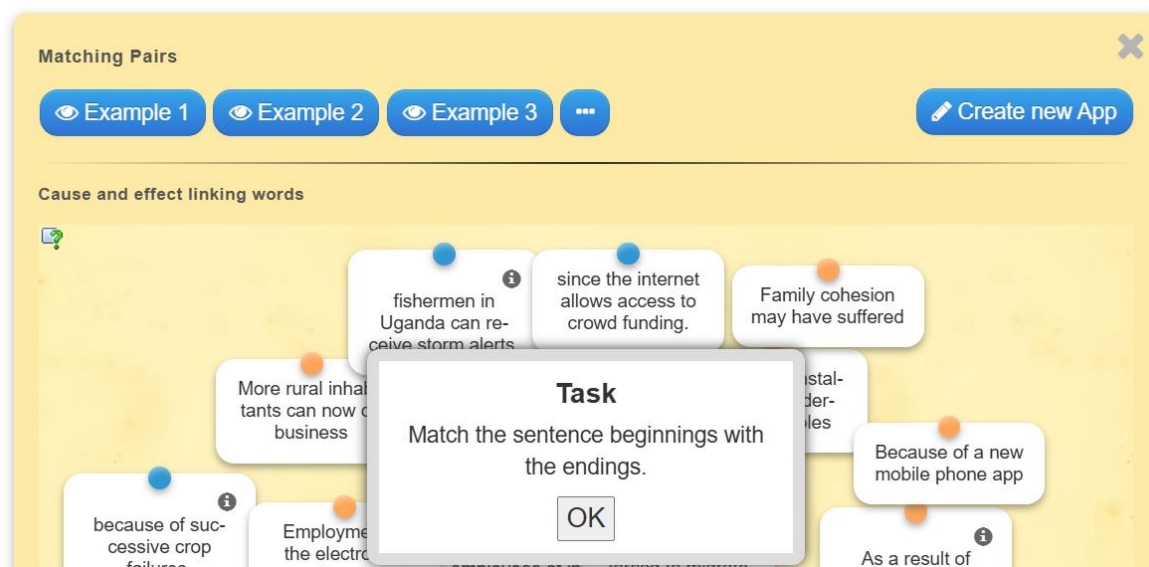 Matching Pairs
Example 1
Example 2
Example 3
Create new App
Cause and effect linking words
fishermen in
Uganda can re-
ceive storm alerts
since the internet
allows access to
crowd funding.
Family cohesion
may have suffered
More rural inhabi
tants can now
business
Task
Match the sentence beginnings with
the endings.
OK
Because of a new
mobile phone app
because of suc-
cessive crop
failures
the electro
As a result of